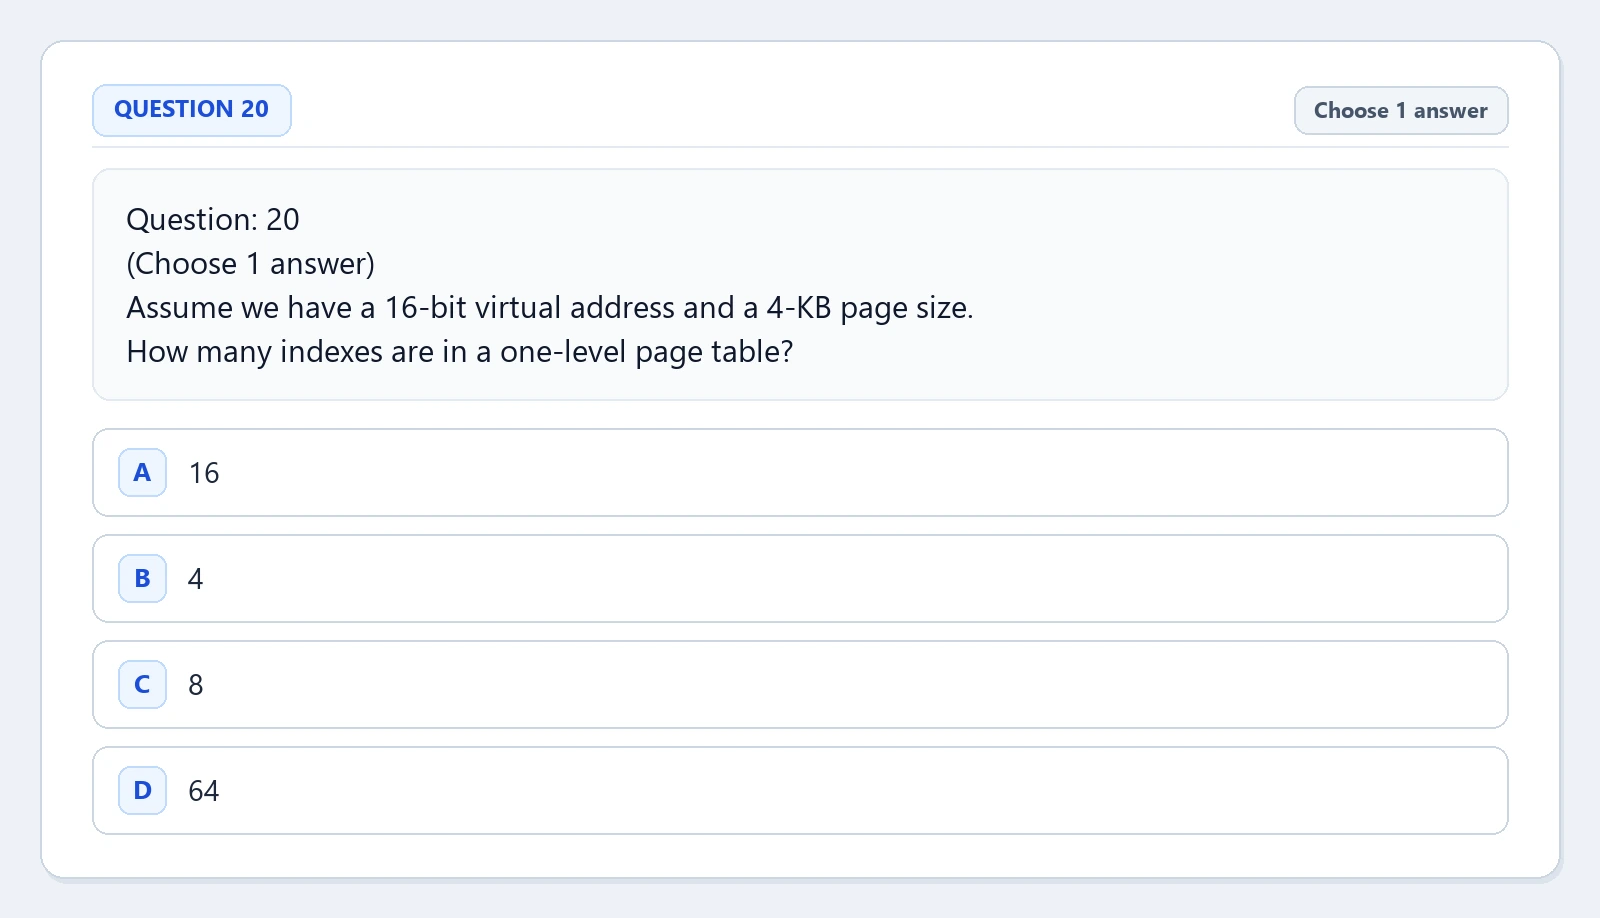 QUESTION 20
Choose 1 answer
Question: 20
(Choose 1 answer)
Assume we have a 16-bit virtual address and a 4-KB page size.
How many indexes are in a one-level page table?
A 16
B 4
C 8
D 64